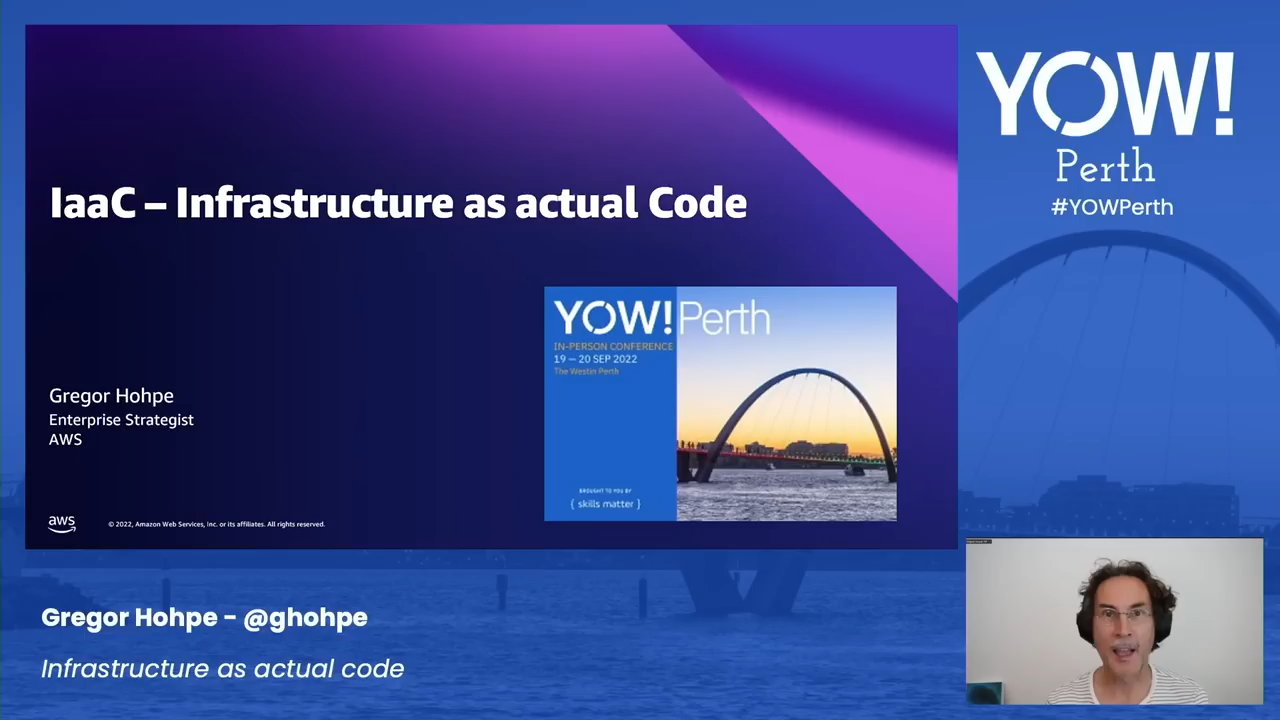 IaaC – Infrastructure as actual Code
YOW! Perth
IN-PERSON CONFERENCE
19 – 20 SEP 2022
The Westin Perth
BROUGHT TO YOU BY
{ skills matter }
Gregor Hohpe
Enterprise Strategist
AWS
aws
© 2022, Amazon Web Services, Inc. or its affiliates. All rights reserved.
YOW!
Perth
#YOWPerth
Gregor Hohpe - @ghohpe
Infrastructure as actual code